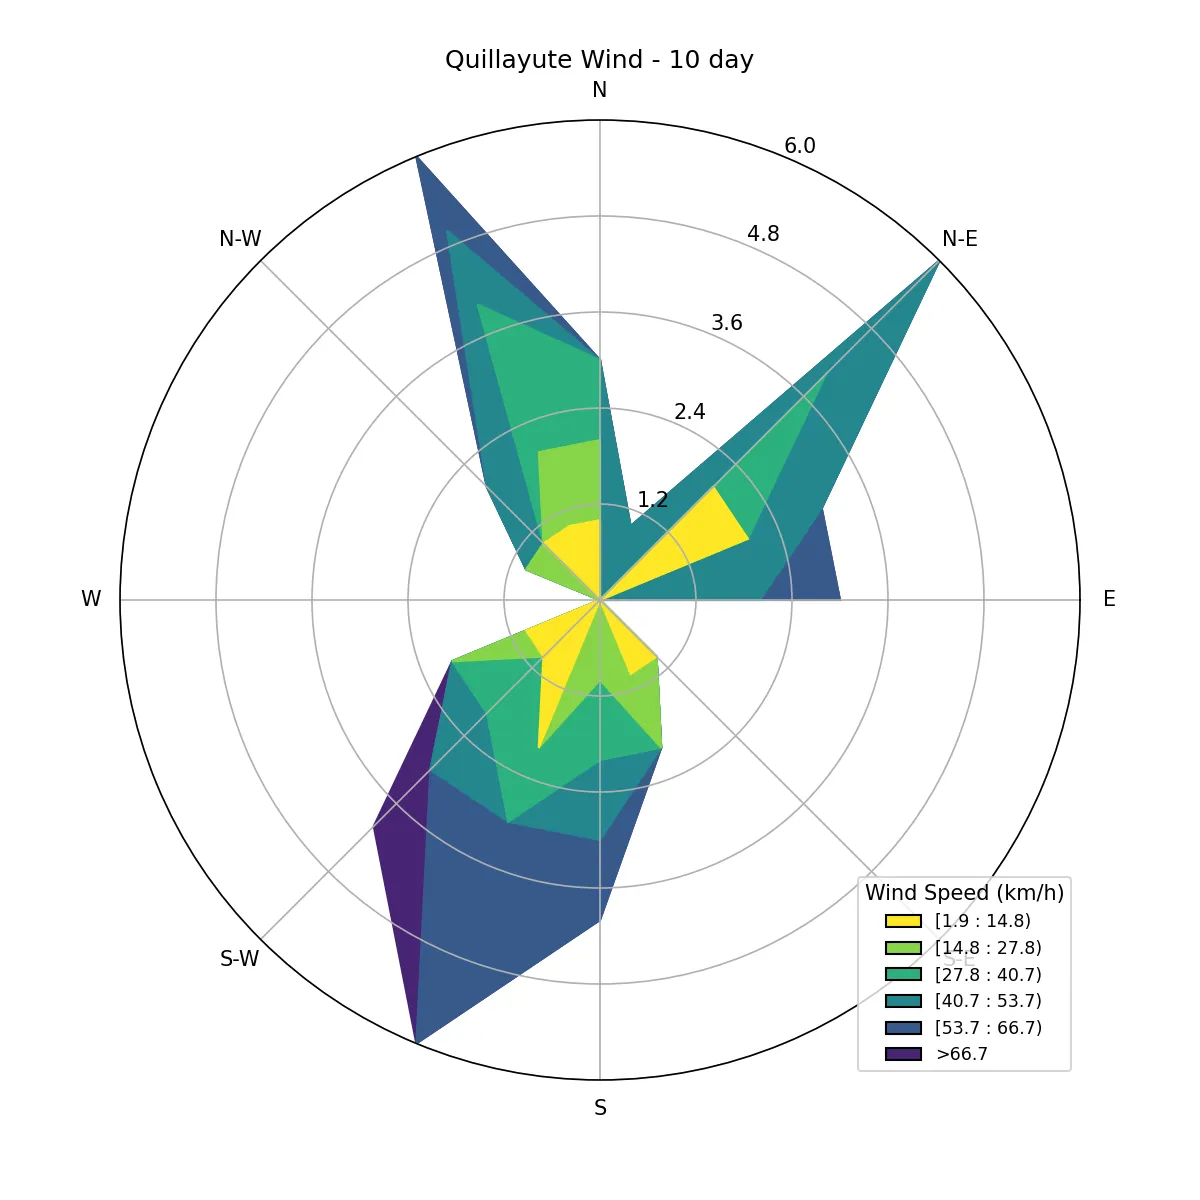 Quillayute Wind - 10 day
N
6.0
N-W
4.8
N-E
3.6
2.4
1.2
W
E
S-W
S-E
S
Wind Speed (km/h)
[1.9 : 14.8)
[14.8 : 27.8)
[27.8 : 40.7)
[40.7 : 53.7)
[53.7 : 66.7)
>66.7